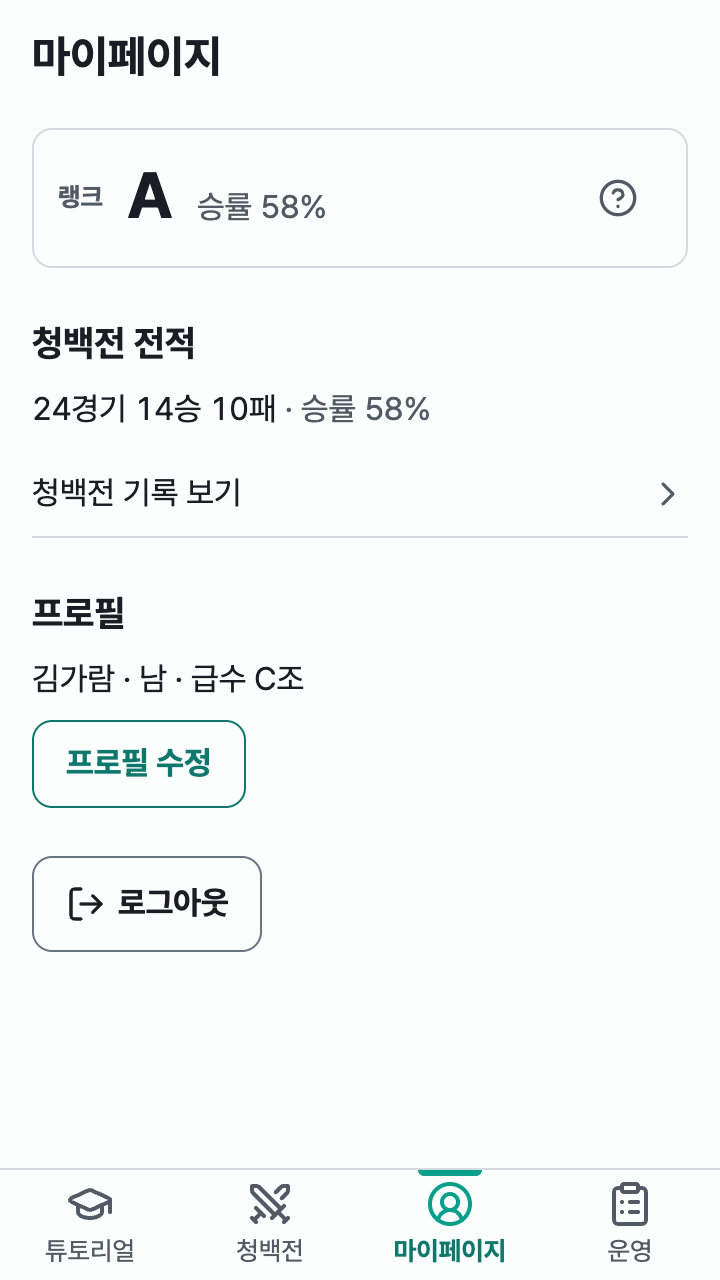 마이페이지
랭크 A 승률 58%
청백전 전적
24경기 14승 10패 · 승률 58%
청백전 기록 보기
프로필
김가람 · 남 · 급수 C조
프로필 수정
로그아웃
튜토리얼 청백전 마이페이지 운영